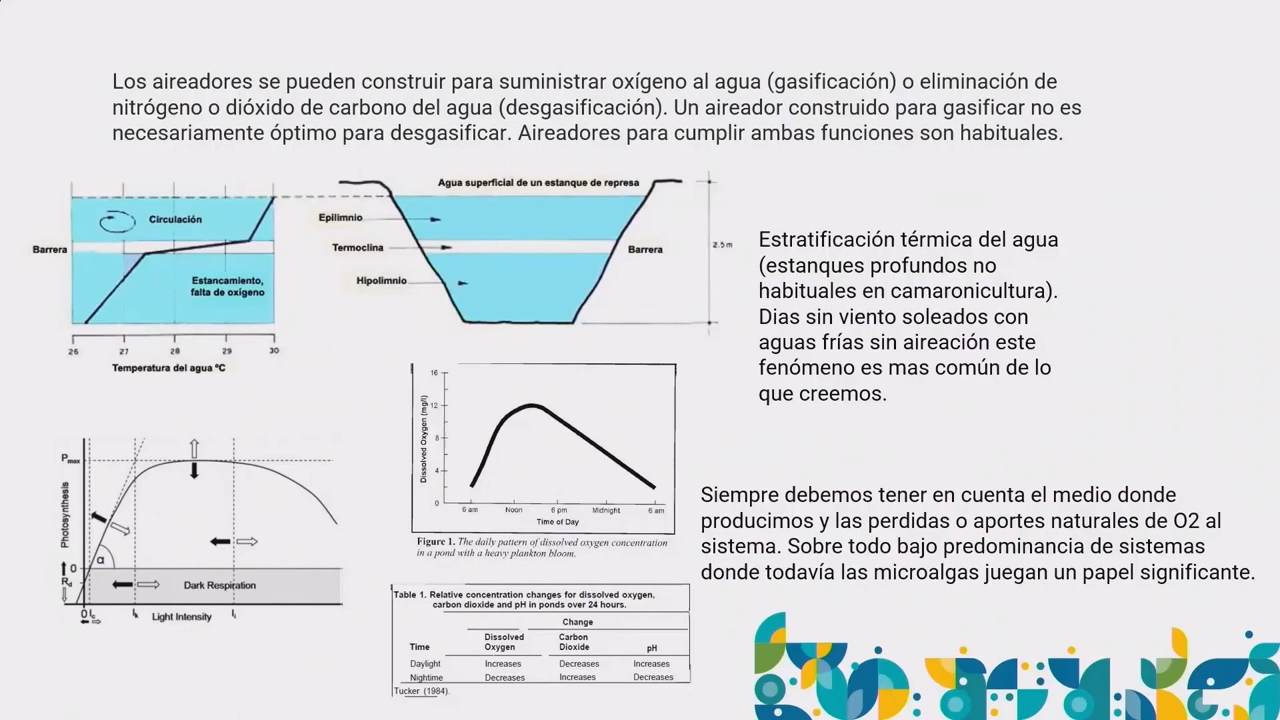 Los aireadores se pueden construir para suministrar oxígeno al agua (gasificación) o eliminación de
nitrógeno o dióxido de carbono del agua (desgasificación). Un aireador construido para gasificar no es
necesariamente óptimo para desgasificar. Aireadores para cumplir ambas funciones son habituales.
Circulación
Barrera
Estancamiento,
falta de oxígeno
26 27 28 29 30
Temperatura del agua ºC
Agua superficial de un estanque de represa
Epilimnio
Termoclina
Hipolimnio
Barrera
2.5 m
Estratificación térmica del agua
(estanques profundos no
habituales en camaronicultura).
Dias sin viento soleados con
aguas frías sin aireación este
fenómeno es mas común de lo
que creemos.
Pmax
Photosynthesis
α
0
Rd
Dark Respiration
0 Ic Ik Ii
Light Intensity
Dissolved Oxygen (mg/l)
16
12
8
4
0
6 am Noon 6 pm Midnight 6 am
Time of Day
Figure 1. The daily pattern of dissolved oxygen concentration
in a pond with a heavy plankton bloom.
Siempre debemos tener en cuenta el medio donde
producimos y las perdidas o aportes naturales de O2 al
sistema. Sobre todo bajo predominancia de sistemas
donde todavía las microalgas juegan un papel significante.
Table 1. Relative concentration changes for dissolved oxygen,
carbon dioxide and pH in ponds over 24 hours.
Change
Time Dissolved Oxygen Carbon Dioxide pH
Daylight Increases Decreases Increases
Nightime Decreases Increases Decreases
Tucker (1984).